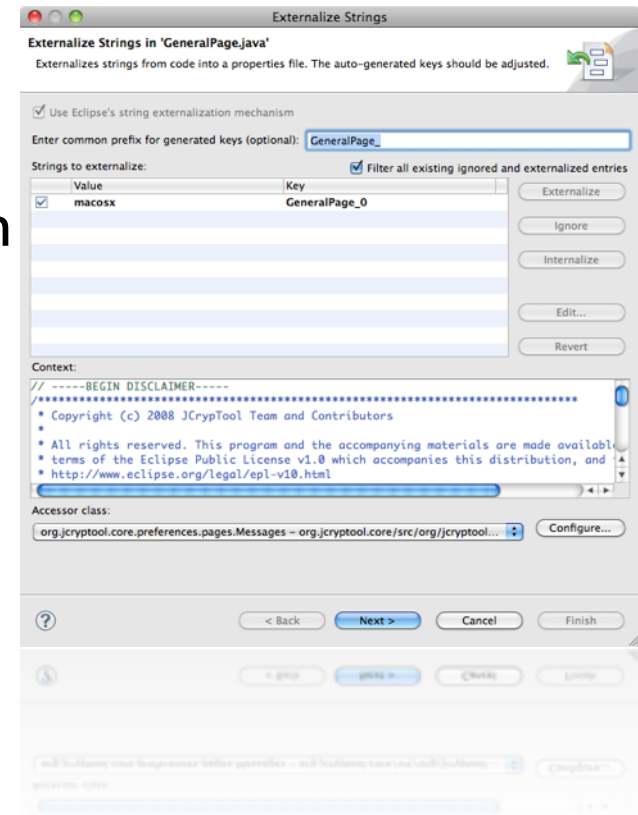 Externalize Strings
Externalize Strings in 'GeneralPage.java'
Externalizes strings from code into a properties file. The auto-generated keys should be adjusted.
Use Eclipse's string externalization mechanism
Enter common prefix for generated keys (optional): GeneralPage_
Strings to externalize: Filter all existing ignored and externalized entries
Value Key
macosx GeneralPage_0
Externalize
Ignore
n
Internalize
Edit...
Revert
Context:
// -----BEGIN DISCLAIMER-----
/******************************************************************************
* Copyright (c) 2008 JCrypTool Team and Contributors
*
* All rights reserved. This program and the accompanying materials are made availabl
* terms of the Eclipse Public License v1.0 which accompanies this distribution, and
* http://www.eclipse.org/legal/epl-v10.html
Accessor class:
org.jcryptool.core.preferences.pages.Messages - org.jcryptool.core/src/org/jcryptool... Configure...
? < Back Next > Cancel Finish